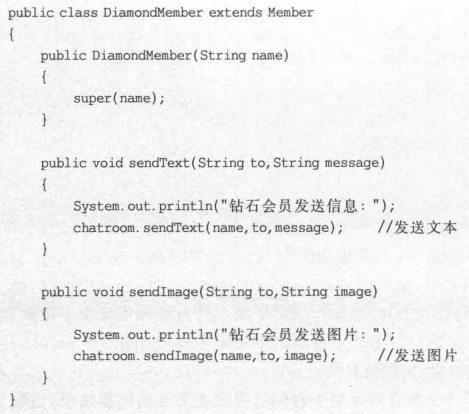 public class DiamondMember extends Member
{
    public DiamondMember(String name)
    {
        super(name);
    }
    public void sendText(String to,String message)
    {
        System.out.println("钻石会员发送信息：");
        chatroom.sendText(name,to,message);    //发送文本
    }
    public void sendImage(String to,String image)
    {
        System.out.println("钻石会员发送图片：");
        chatroom.sendImage(name,to,image);    //发送图片
    }
}